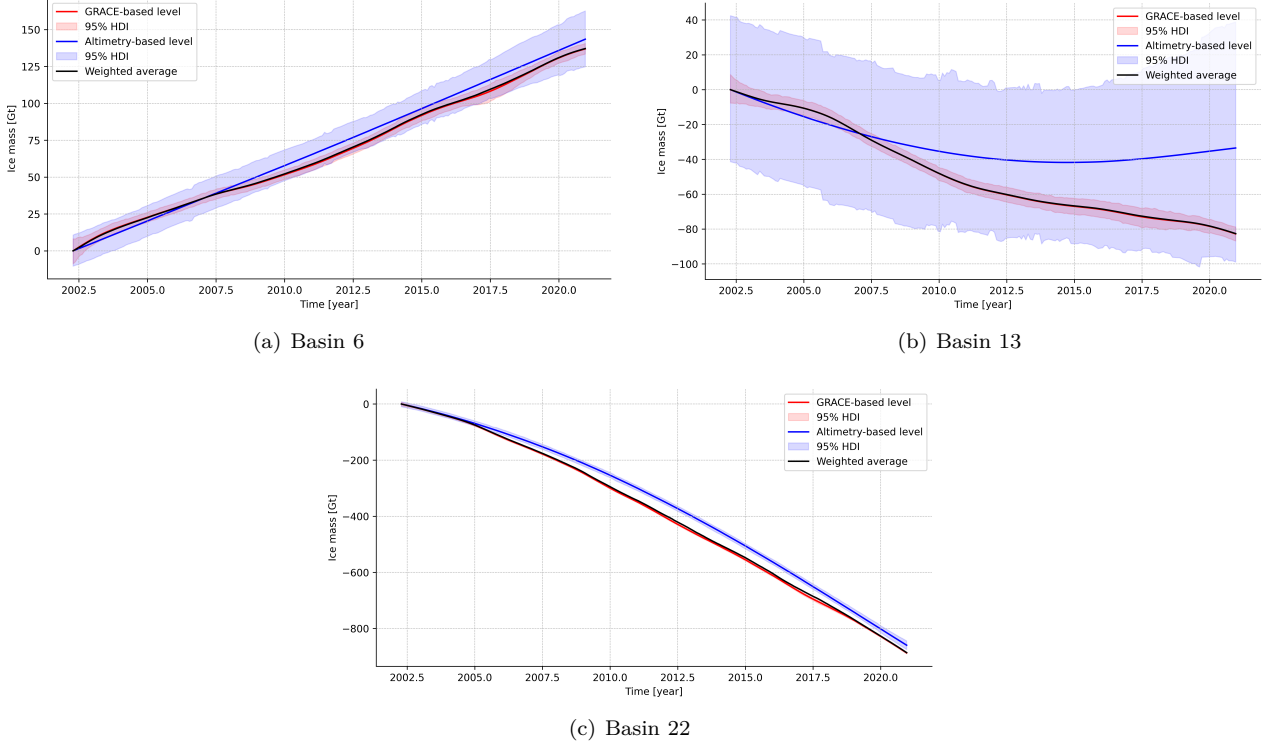 GRACE-based level
95% HDI
Altimetry-based level
95% HDI
Weighted average
Ice mass [Gt]
150
125
100
75
50
25
0
2002.5 2005.0 2007.5 2010.0 2012.5 2015.0 2017.5 2020.0
Time [year]
(a) Basin 6
GRACE-based level
95% HDI
Altimetry-based level
95% HDI
Weighted average
Ice mass [Gt]
40
20
0
−20
−40
−60
−80
−100
2002.5 2005.0 2007.5 2010.0 2012.5 2015.0 2017.5 2020.0
Time [year]
(b) Basin 13
GRACE-based level
95% HDI
Altimetry-based level
95% HDI
Weighted average
Ice mass [Gt]
0
−200
−400
−600
−800
2002.5 2005.0 2007.5 2010.0 2012.5 2015.0 2017.5 2020.0
Time [year]
(c) Basin 22